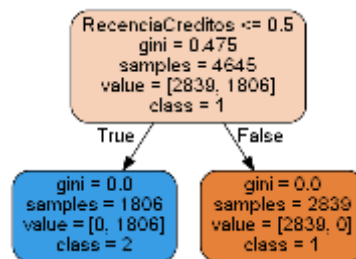 RecenciaCreditos <= 0.5
gini = 0.475
samples = 4645
value = [2839, 1806]
class = 1
True
False
gini = 0.0
samples = 1806
value = [0, 1806]
class = 2
gini = 0.0
samples = 2839
value = [2839, 0]
class = 1